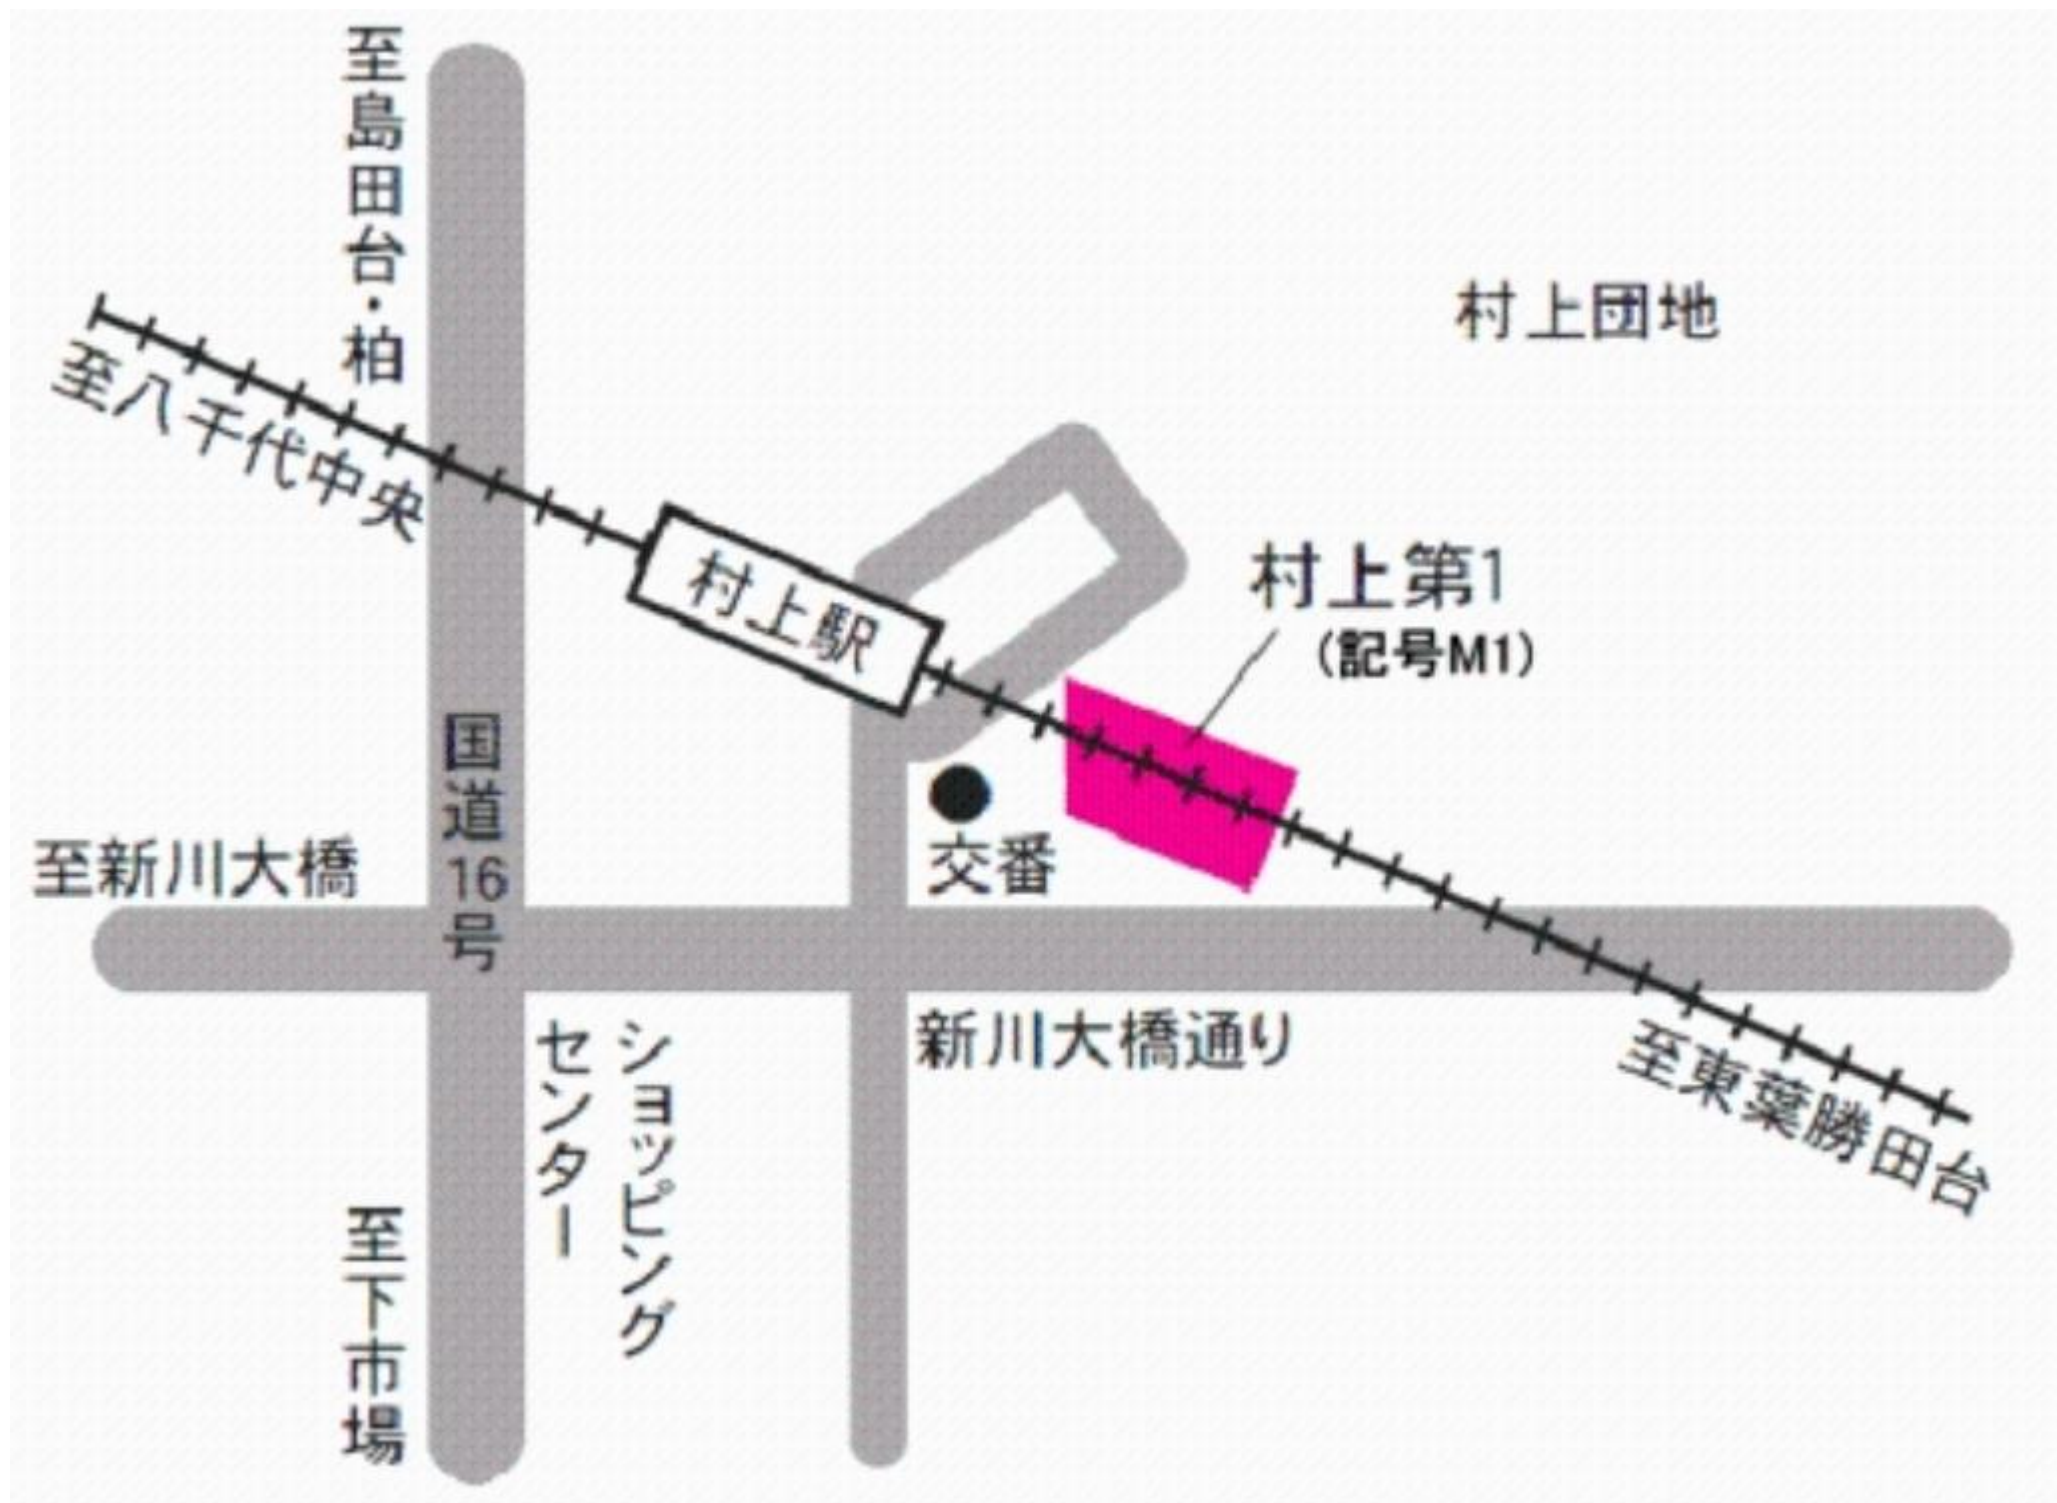 至島田台・柏
村上団地
至八千代中央
村上駅
村上第1
(記号M1)
国道16号
交番
至新川大橋
新川大橋通り
ショッピング
センター
至東葉勝田台
至下市場